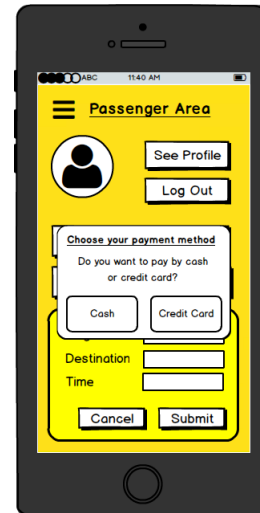 ABC 11:40 AM
Passenger Area
See Profile
Log Out
Choose your payment method
Do you want to pay by cash
or credit card?
Cash Credit Card
Destination
Time
Cancel Submit